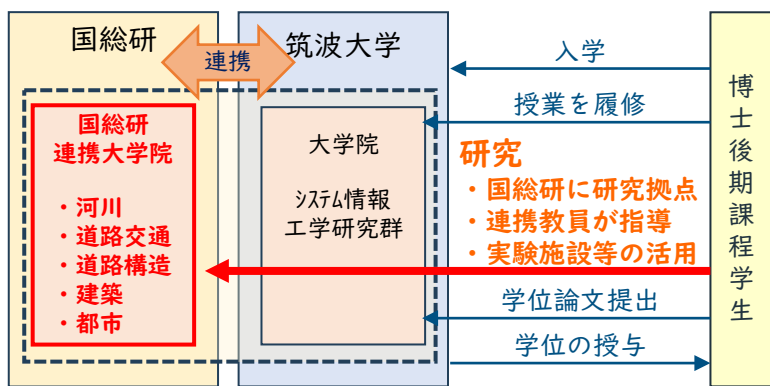 国総研
連携
筑波大学
国総研
連携大学院
・河川
・道路交通
・道路構造
・建築
・都市
大学院
システム情報
工学研究群
入学
授業を履修
研究
・国総研に研究拠点
・連携教員が指導
・実験施設等の活用
学位論文提出
学位の授与
博士後期課程学生